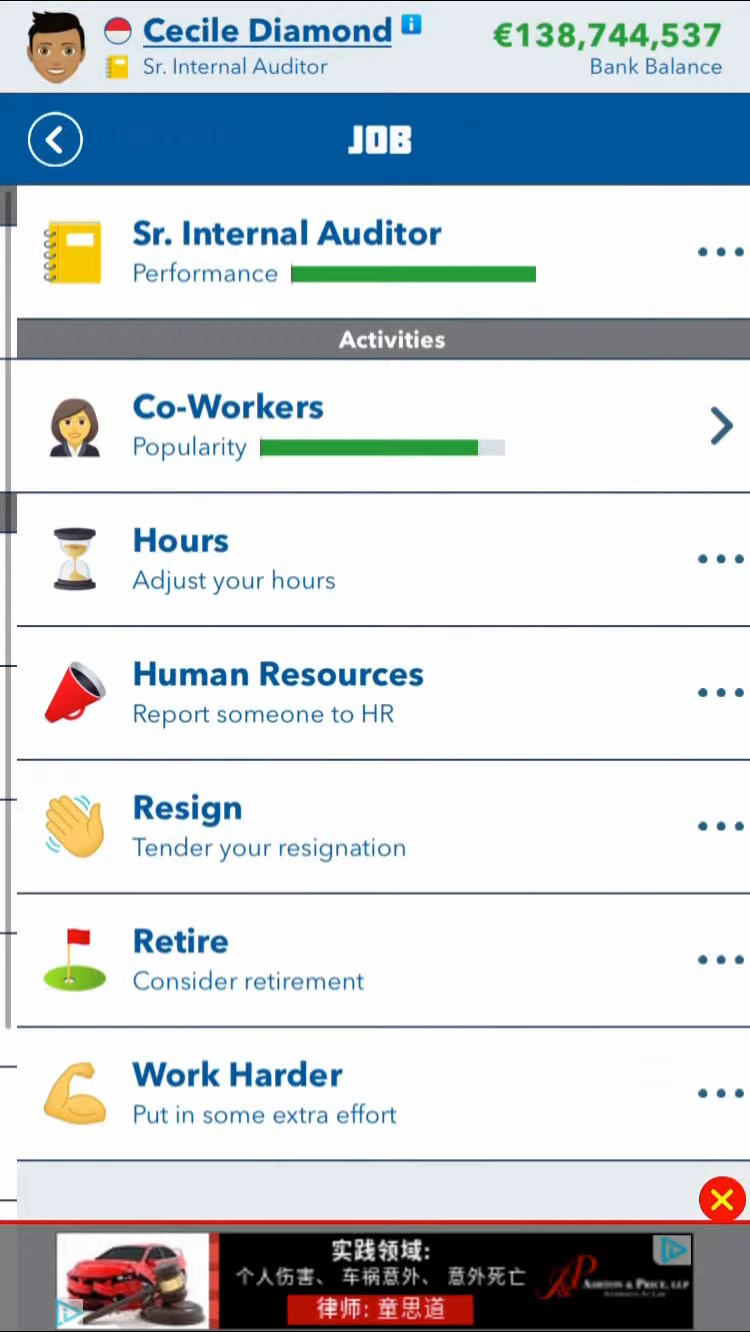 Cecile Diamond
€138,744,537
Sr. Internal Auditor
Bank Balance
JOB
Sr. Internal Auditor
Performance
Activities
Co-Workers
Popularity
Hours
Adjust your hours
Human Resources
Report someone to HR
Resign
Tender your resignation
Retire
Consider retirement
Work Harder
Put in some extra effort
实践领域:
个人伤害、车祸意外、意外死亡
律师: 童思道
ASHTON & PRICE, LLP